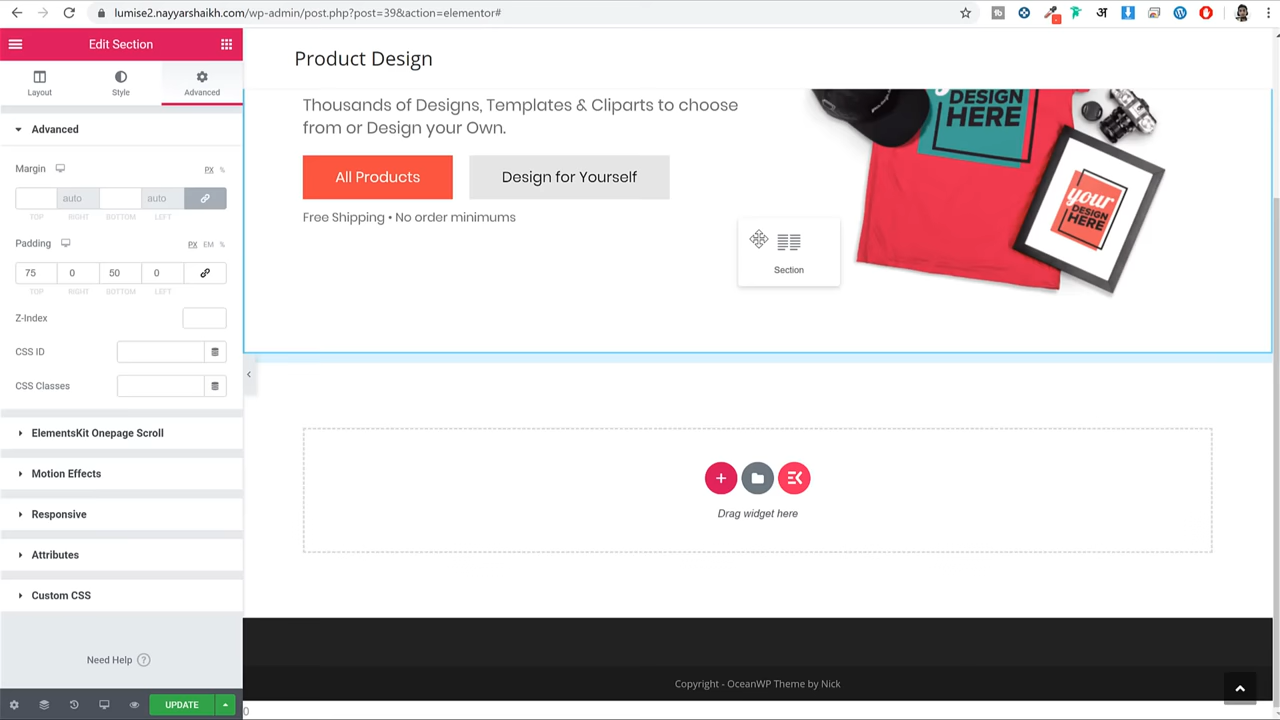 lumise2.nayyarshaikh.com/wp-admin/post.php?post=39&action=elementor#
Edit Section
Layout
Style
Advanced
Advanced
Margin
PX %
auto
auto
TOP
RIGHT
BOTTOM
LEFT
Padding
PX EM %
75
0
50
0
TOP
RIGHT
BOTTOM
LEFT
Z-Index
CSS ID
CSS Classes
ElementsKit Onepage Scroll
Motion Effects
Responsive
Attributes
Custom CSS
Need Help ?
UPDATE
Product Design
Thousands of Designs, Templates & Cliparts to choose
from or Design your Own.
All Products
Design for Yourself
Free Shipping • No order minimums
Section
DESIGN
HERE
your
DESIGN
HERE
Drag widget here
Copyright - OceanWP Theme by Nick
0